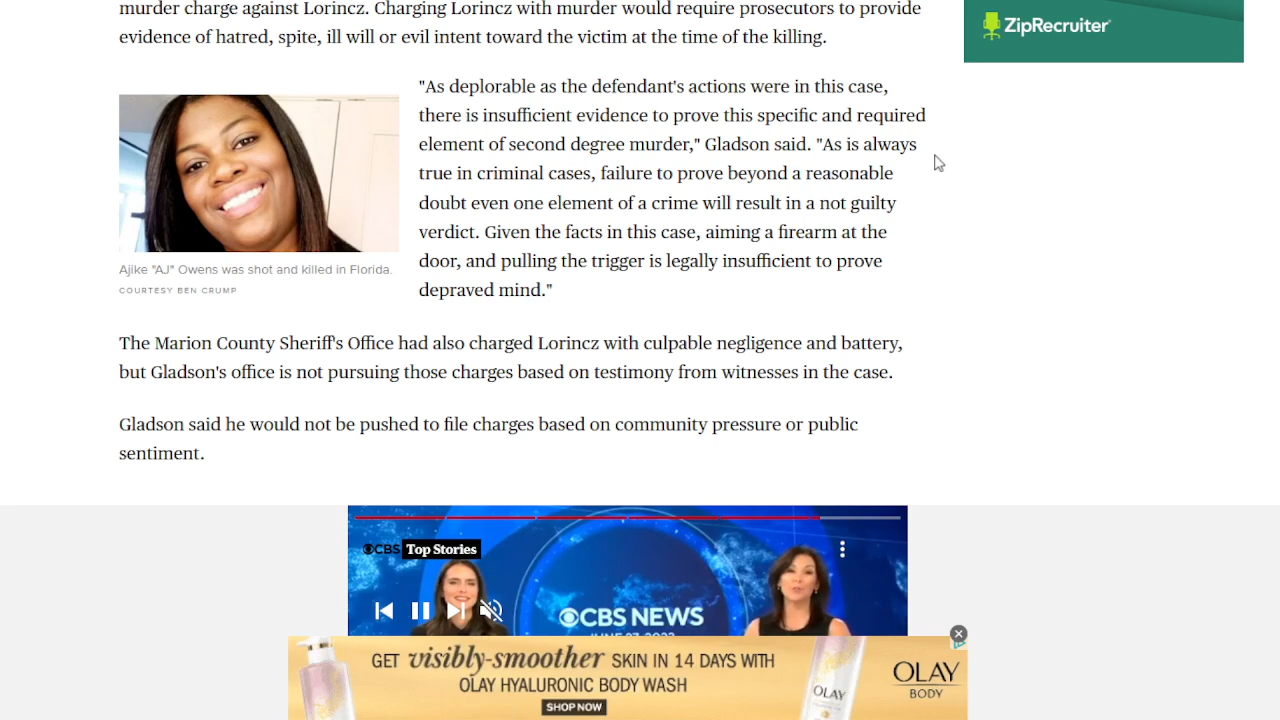 murder charge against Lorincz. Charging Lorincz with murder would require prosecutors to provide
evidence of hatred, spite, ill will or evil intent toward the victim at the time of the killing.
ZipRecruiter
"As deplorable as the defendant's actions were in this case,
there is insufficient evidence to prove this specific and required
element of second degree murder," Gladson said. "As is always
true in criminal cases, failure to prove beyond a reasonable
doubt even one element of a crime will result in a not guilty
verdict. Given the facts in this case, aiming a firearm at the
door, and pulling the trigger is legally insufficient to prove
depraved mind."
Ajike "AJ" Owens was shot and killed in Florida.
COURTESY BEN CRUMP
The Marion County Sheriff's Office had also charged Lorincz with culpable negligence and battery,
but Gladson's office is not pursuing those charges based on testimony from witnesses in the case.
Gladson said he would not be pushed to file charges based on community pressure or public
sentiment.
CBS Top Stories
CBS NEWS
JUNE 27, 2023
GET visibly-smoother SKIN IN 14 DAYS WITH
OLAY HYALURONIC BODY WASH
SHOP NOW
OLAY
OLAY
BODY